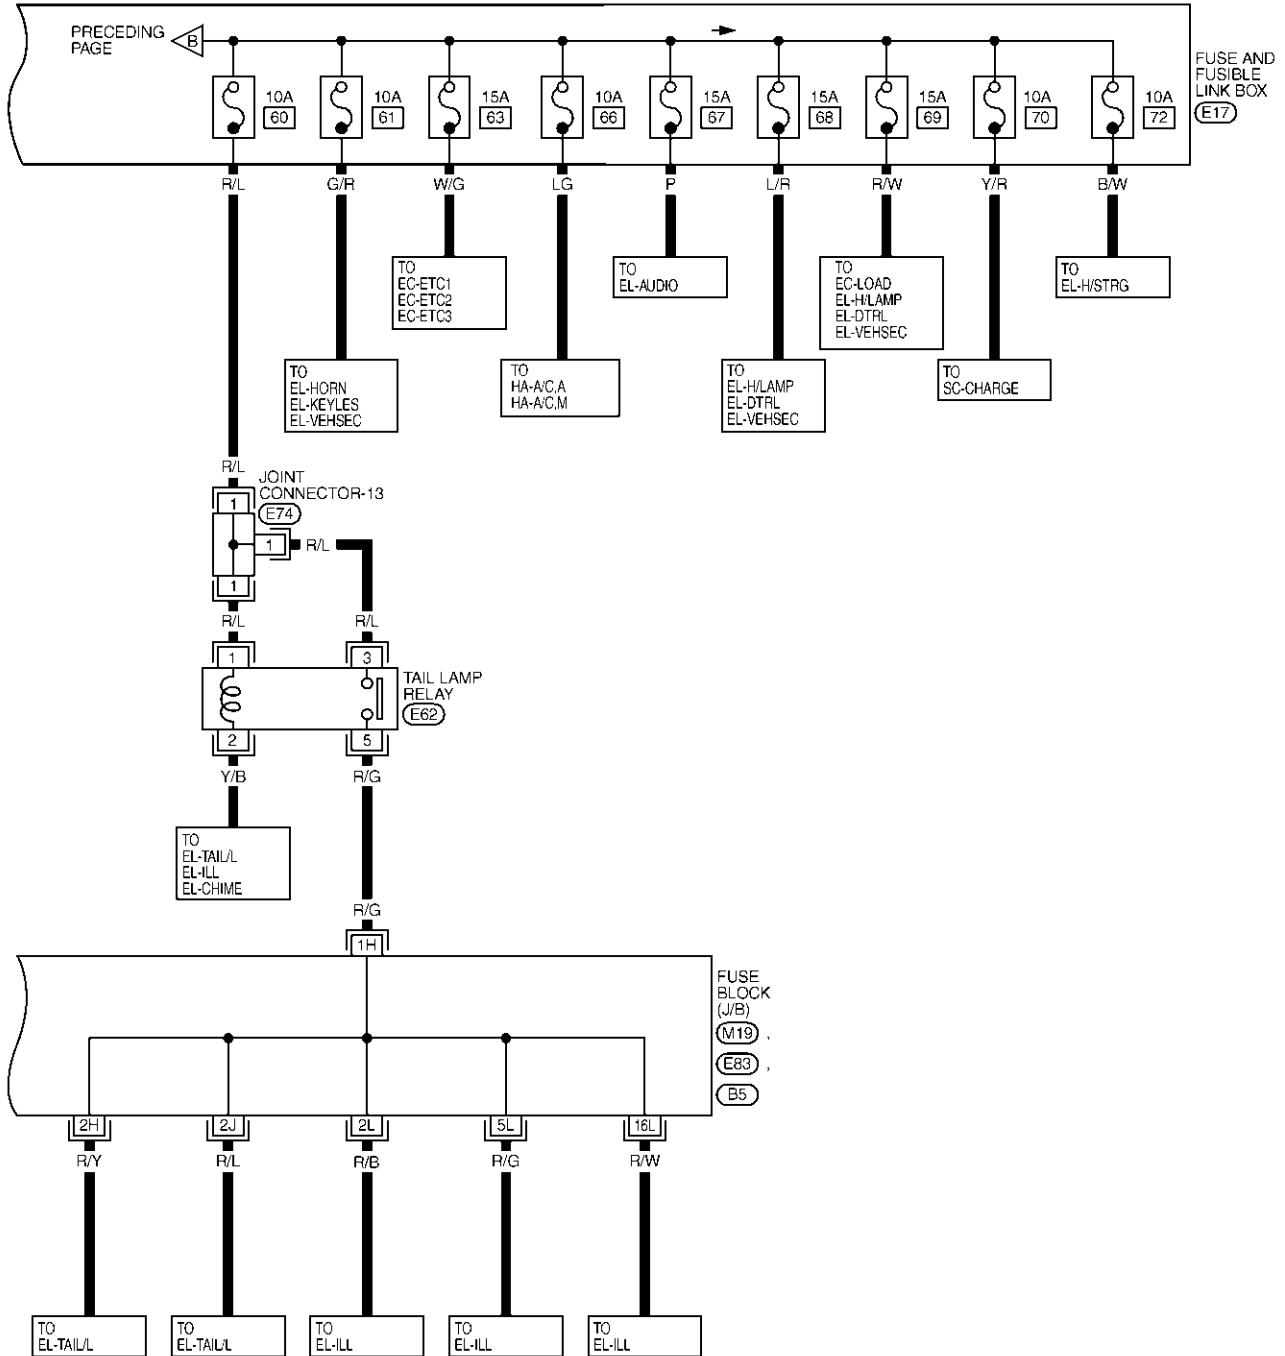 PRECEDING
PAGE
B
FUSE AND
FUSIBLE
LINK BOX
E17
10A
60
10A
61
15A
63
10A
66
15A
67
15A
68
15A
69
10A
70
10A
72
R/L
G/R
W/G
LG
P
L/R
R/W
Y/R
B/W
TO
EC-ETC1
EC-ETC2
EC-ETC3
TO
EL-AUDIO
TO
EC-LOAD
EL-H/LAMP
EL-DTRL
EL-VEHSEC
TO
EL-H/STRG
TO
EL-HORN
EL-KEYLES
EL-VEHSEC
TO
HA-A/C,A
HA-A/C,M
TO
EL-H/LAMP
EL-DTRL
EL-VEHSEC
TO
SC-CHARGE
R/L
JOINT
CONNECTOR-13
E74
1
1
R/L
1
R/L
R/L
1
3
TAIL LAMP
RELAY
E62
2
5
Y/B
R/G
TO
EL-TAIL/L
EL-ILL
EL-CHIME
R/G
1H
FUSE
BLOCK
(J/B)
M19 ,
E83 ,
B5
2H
2J
2L
5L
16L
R/Y
R/L
R/B
R/G
R/W
TO
EL-TAIL/L
TO
EL-TAIL/L
TO
EL-ILL
TO
EL-ILL
TO
EL-ILL